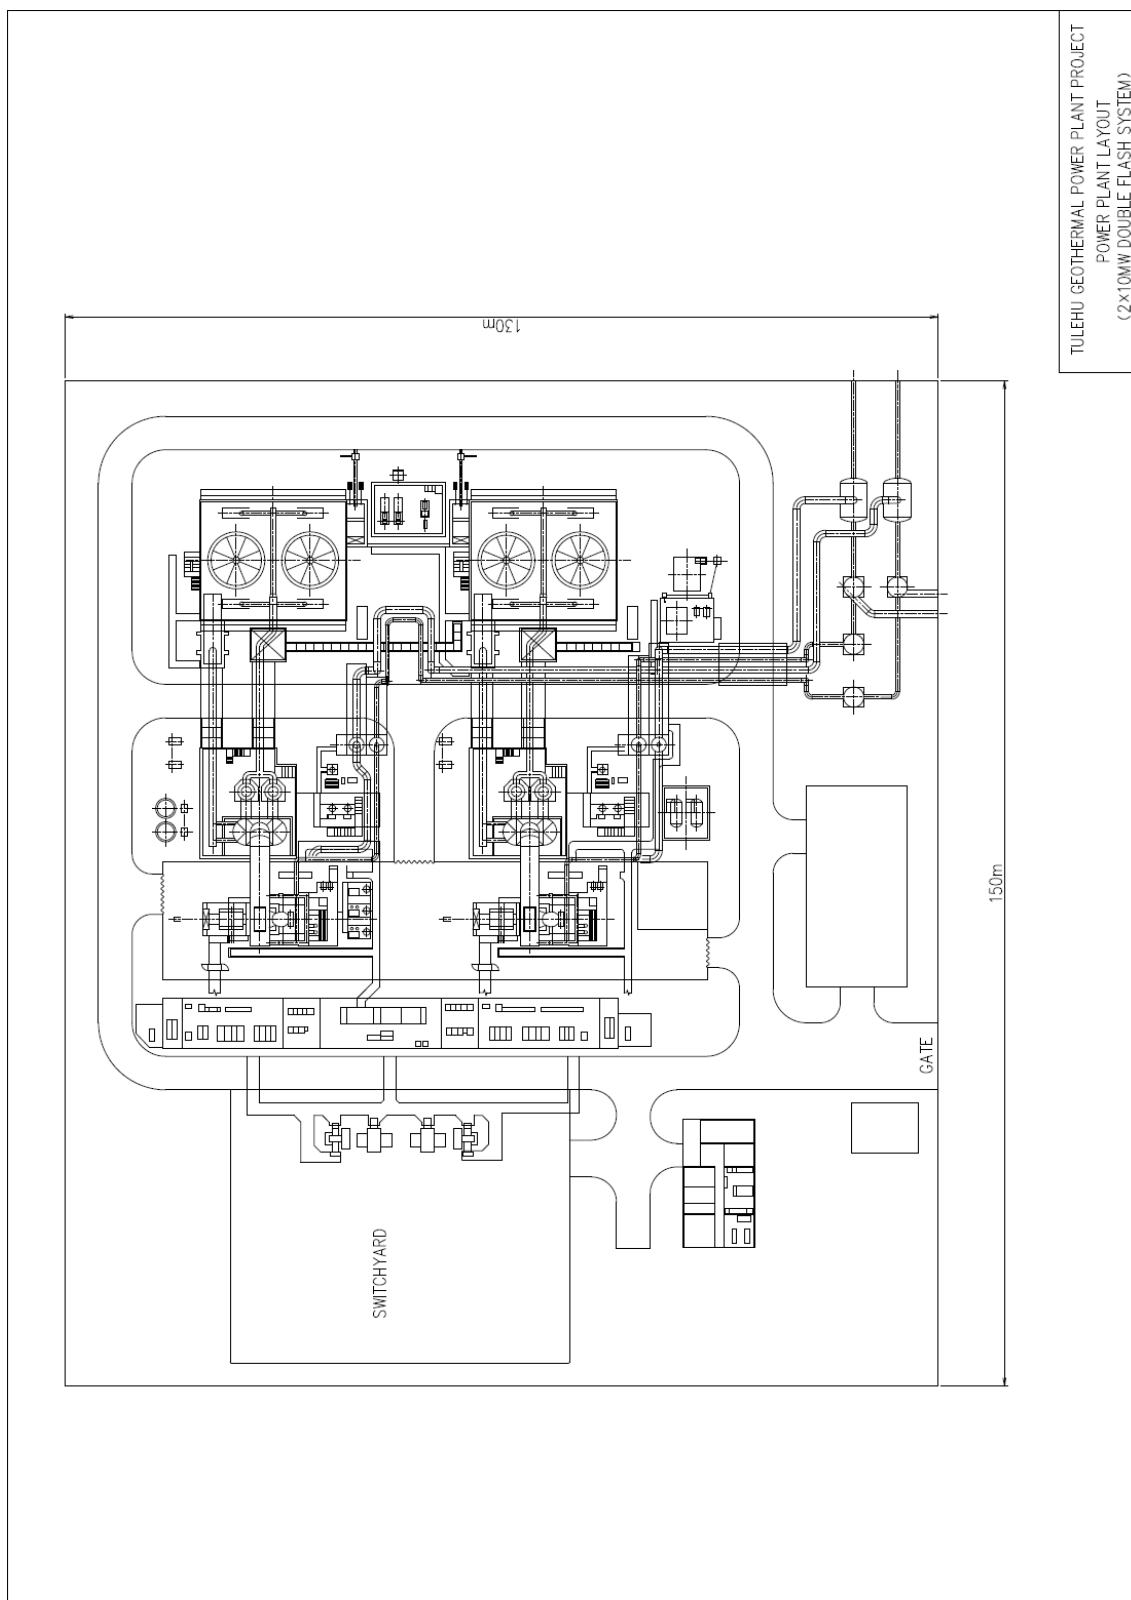 TULEHU GEOTHERMAL POWER PLANT PROJECT
POWER PLANT LAYOUT
(2×10MW DOUBLE FLASH SYSTEM)
130m
150m
GATE
SWITCHYARD